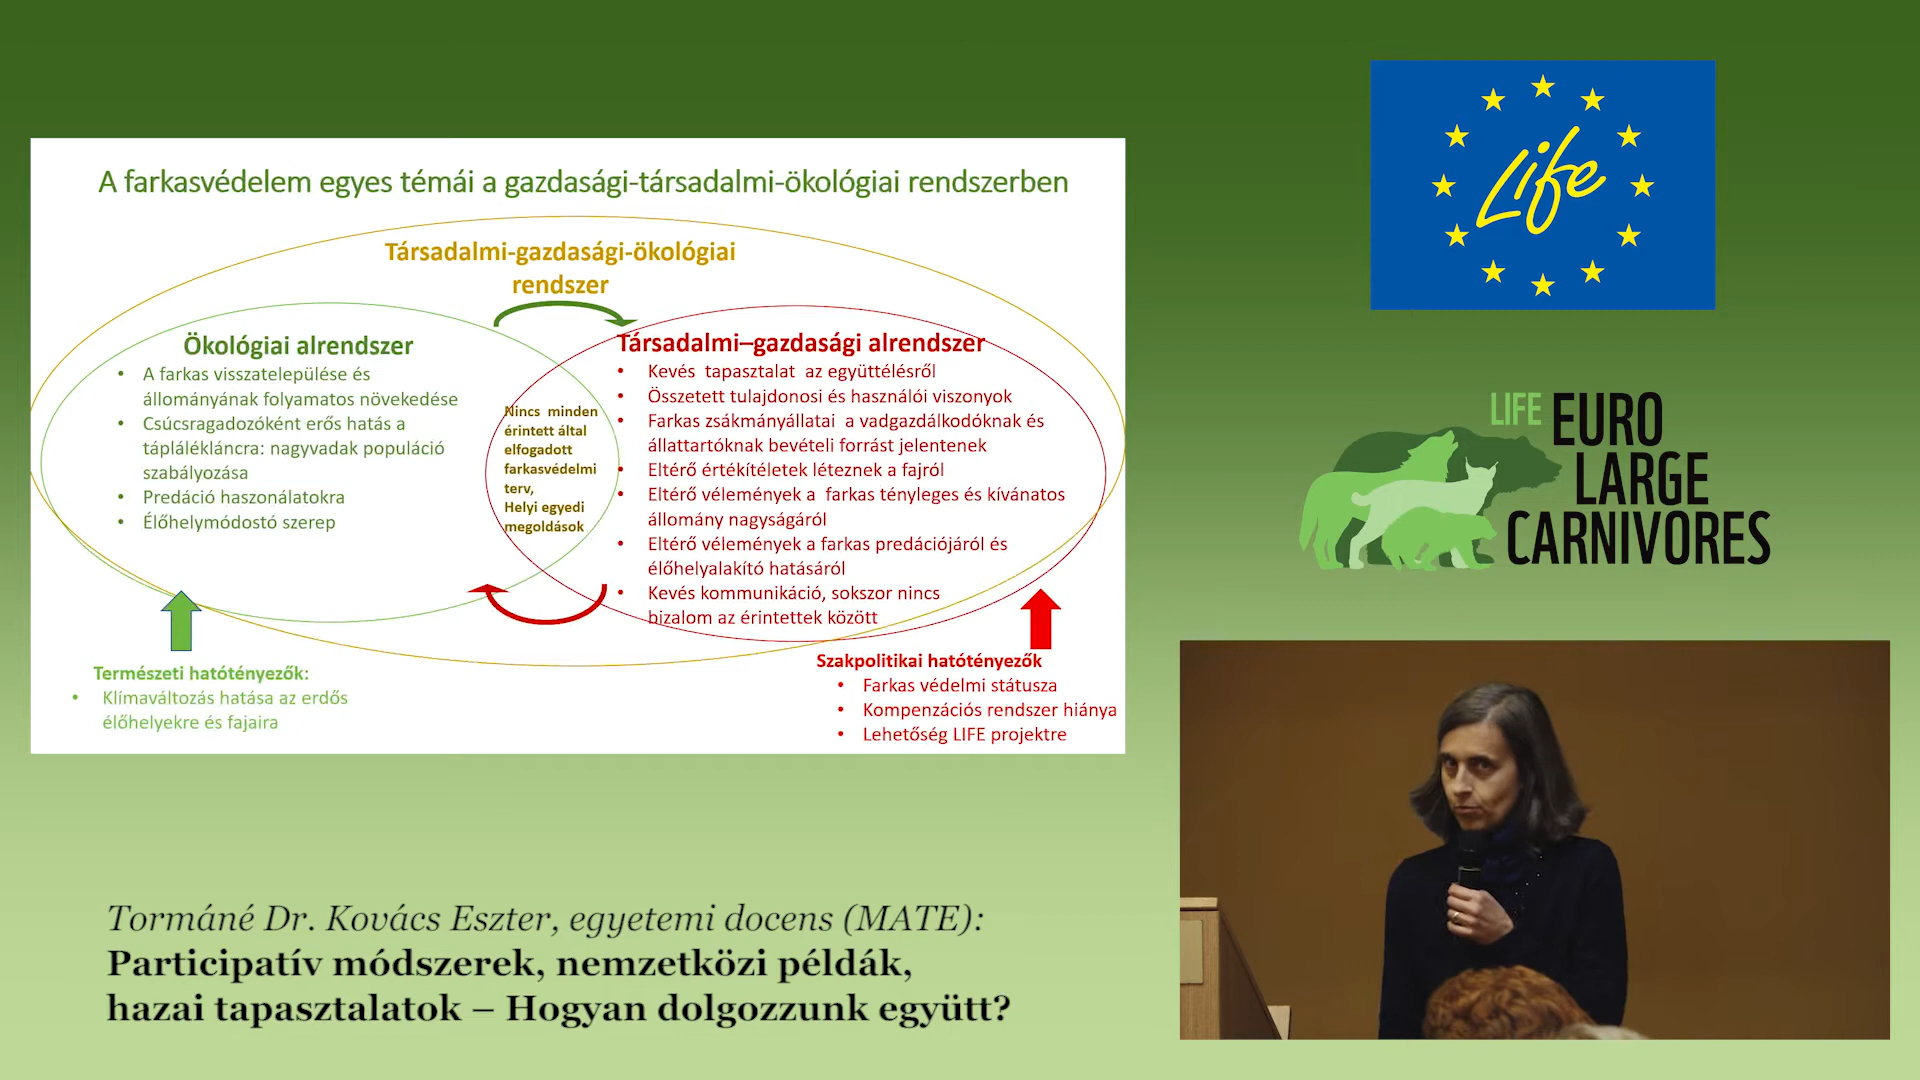 A farkasvédelem egyes témái a gazdasági-társadalmi-ökológiai rendszerben
Társadalmi-gazdasági-ökológiai
rendszer
Ökológiai alrendszer
• A farkas visszatelepülése és
állományának folyamatos növekedése
• Csúcsragadozóként erős hatás a
táplálékláncra: nagyvadak populáció
szabályozása
• Predáció haszonálatokra
• Élőhelymódostó szerep
Nincs minden
érintett által
elfogadott
farkasvédelmi
terv,
Helyi egyedi
megoldások
Társadalmi–gazdasági alrendszer
• Kevés tapasztalat az együttélésről
• Összetett tulajdonosi és használói viszonyok
• Farkas zsákmányállatai a vadgazdálkodóknak és
állattartóknak bevételi forrást jelentenek
• Eltérő értékítéletek léteznek a fajról
• Eltérő vélemények a farkas tényleges és kívánatos
állomány nagyságáról
• Eltérő vélemények a farkas predációjáról és
élőhelyalakító hatásáról
• Kevés kommunikáció, sokszor nincs
bizalom az érintettek között
Természeti hatótényezők:
• Klímaváltozás hatása az erdős
élőhelyekre és fajaira
Szakpolitikai hatótényezők
• Farkas védelmi státusza
• Kompenzációs rendszer hiánya
• Lehetőség LIFE projektre
Life
LIFE EURO
LARGE
CARNIVORES
Tormáné Dr. Kovács Eszter, egyetemi docens (MATE):
Participatív módszerek, nemzetközi példák,
hazai tapasztalatok – Hogyan dolgozzunk együtt?